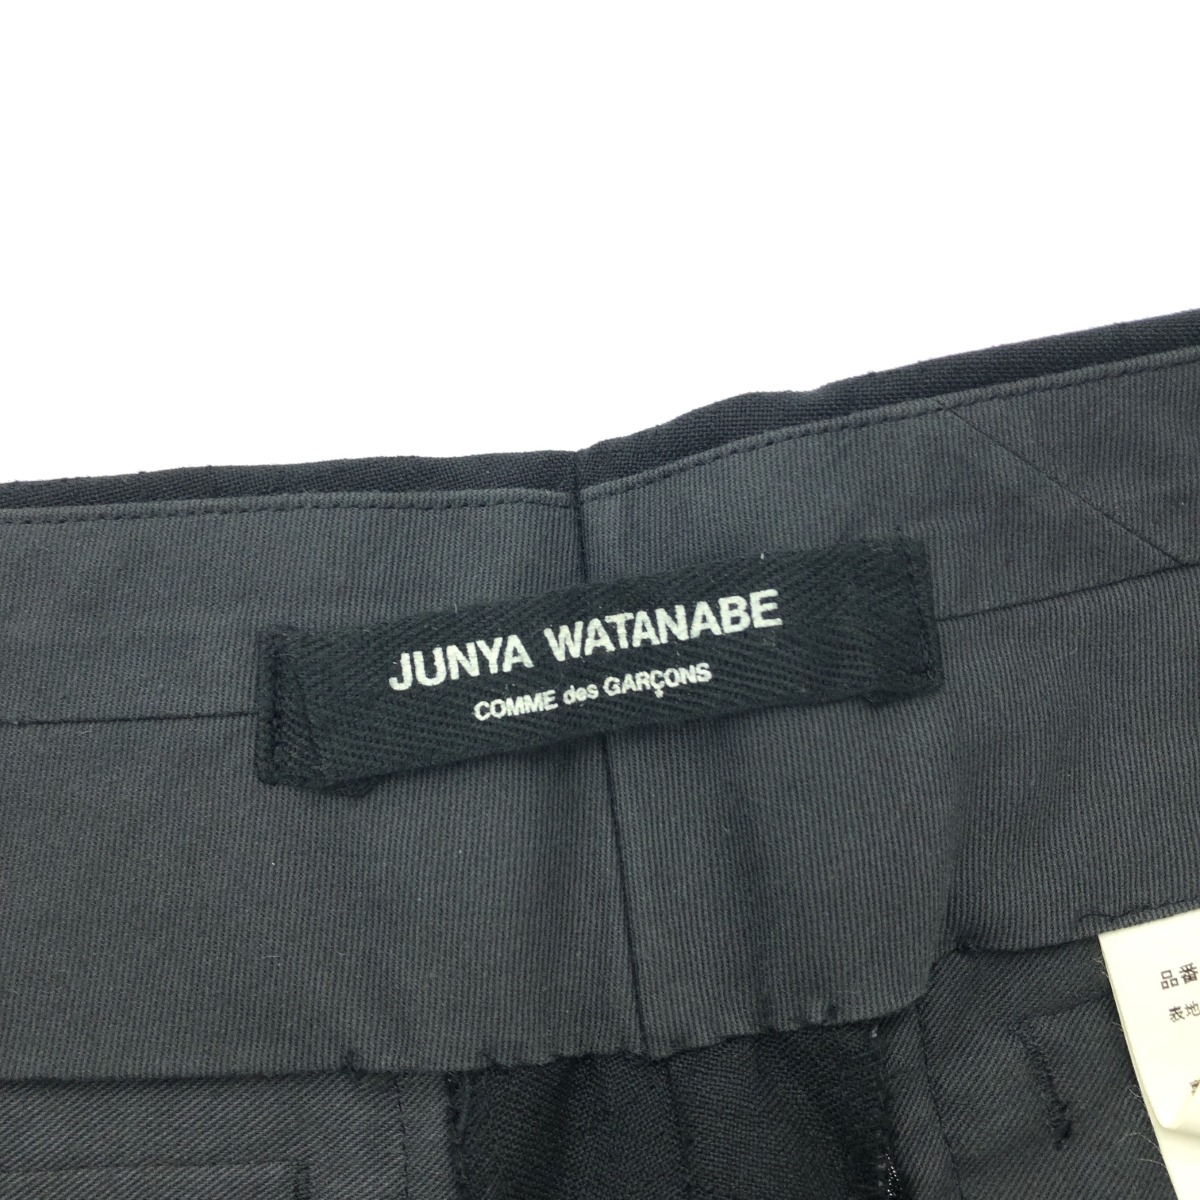 JUNYA WATANABE
COMME des GARÇONS
品番
表地